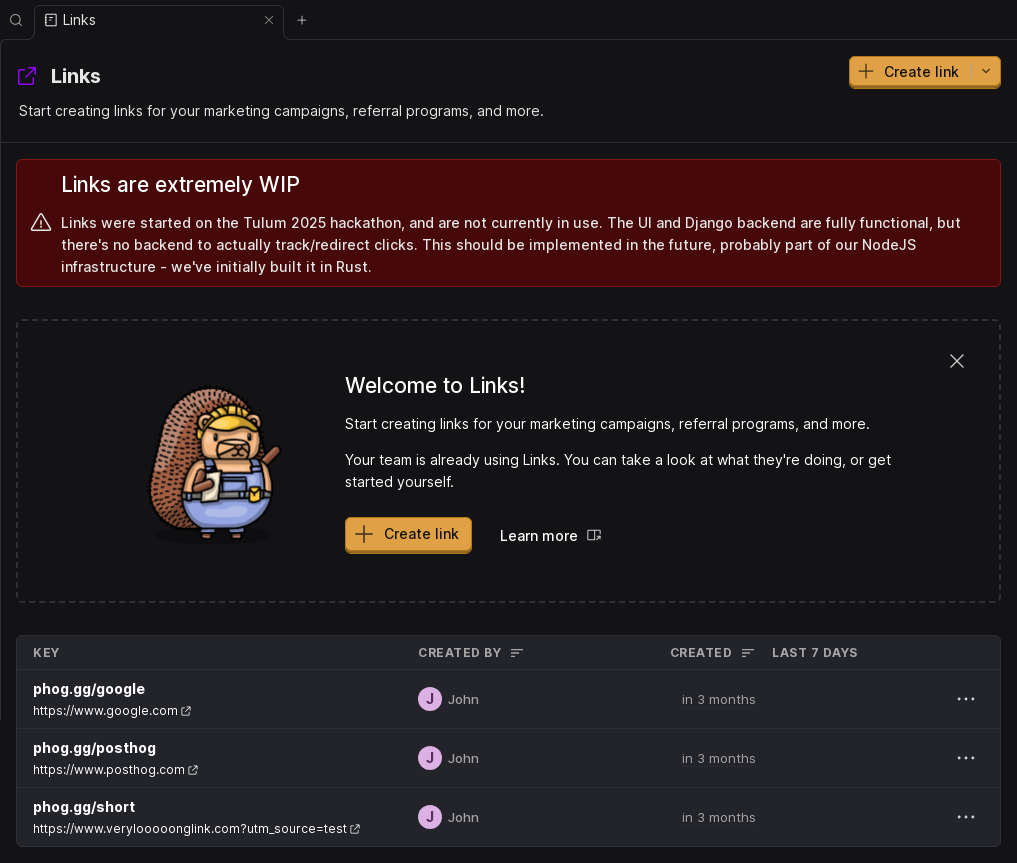 Links
Links
Create link
Start creating links for your marketing campaigns, referral programs, and more.
Links are extremely WIP
Links were started on the Tulum 2025 hackathon, and are not currently in use. The UI and Django backend are fully functional, but
there's no backend to actually track/redirect clicks. This should be implemented in the future, probably part of our NodeJS
infrastructure - we've initially built it in Rust.
Welcome to Links!
Start creating links for your marketing campaigns, referral programs, and more.
Your team is already using Links. You can take a look at what they're doing, or get
started yourself.
Create link Learn more
KEY CREATED BY CREATED LAST 7 DAYS
phog.gg/google
https://www.google.com
J John in 3 months
phog.gg/posthog
https://www.posthog.com
J John in 3 months
phog.gg/short
https://www.verylooooonglink.com?utm_source=test
J John in 3 months